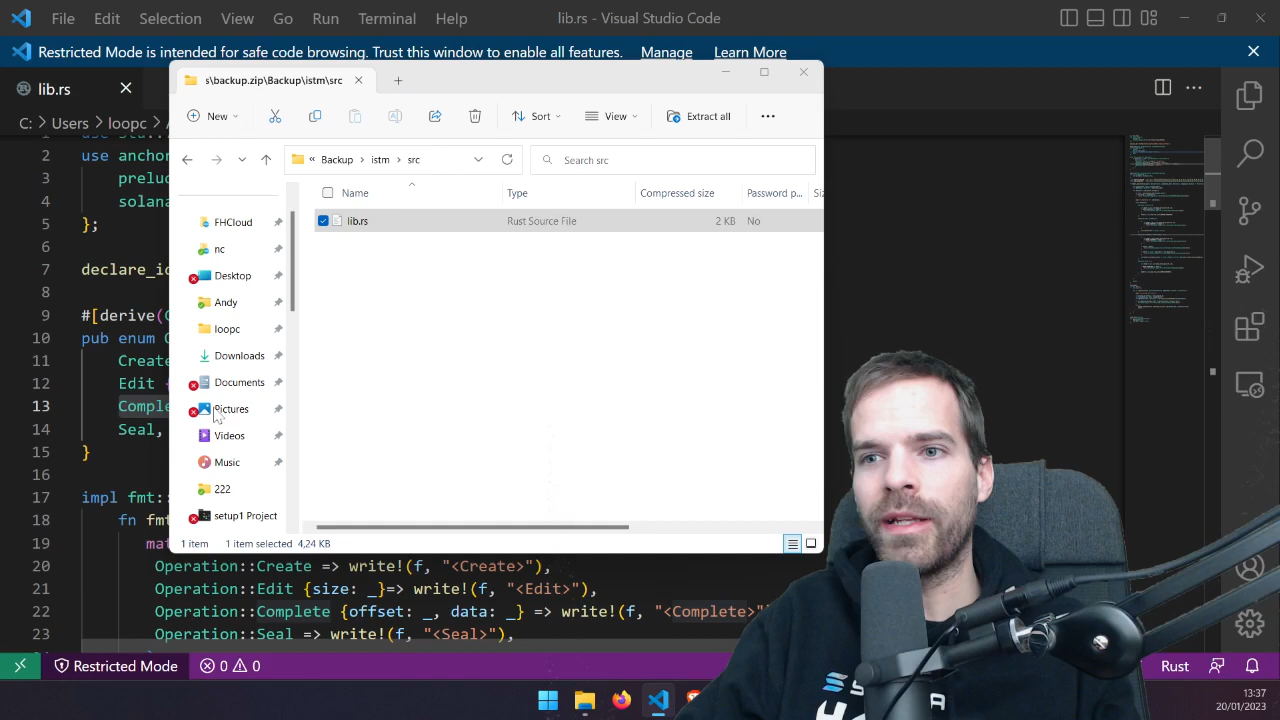 File Edit Selection View Go Run Terminal Help lib.rs - Visual Studio Code
Restricted Mode is intended for safe code browsing. Trust this window to enable all features. Manage Learn More
lib.rs
C: > Users > loopc >
s\backup.zip\Backup\istm\src
New Sort View Extract all
« Backup > istm > src Search src
Name Type Compressed size Password p...
lib.rs Rust Source File 2 KB No
FHCloud
nc
Desktop
Andy
loopc
Downloads
Documents
Pictures
Videos
Music
222
setup1 Project
1 item 1 item selected 4,24 KB
2 use anchor
3 prelud
4 solana
5 };
6
7 declare_id
8
9 #[derive(
10 pub enum
11 Create
12 Edit {
13 Comple
14 Seal,
15 }
16
17 impl fmt::
18 fn fm
19 mat
20 Operation::Create => write!(f, "<Create>"),
21 Operation::Edit {size: _}=> write!(f, "<Edit>"),
22 Operation::Complete {offset: _, data: _} => write!(f, "<Complete>"
23 Operation::Seal => write!(f, "<Seal>"),
Restricted Mode 0 0 Rust
13:37
20/01/2023